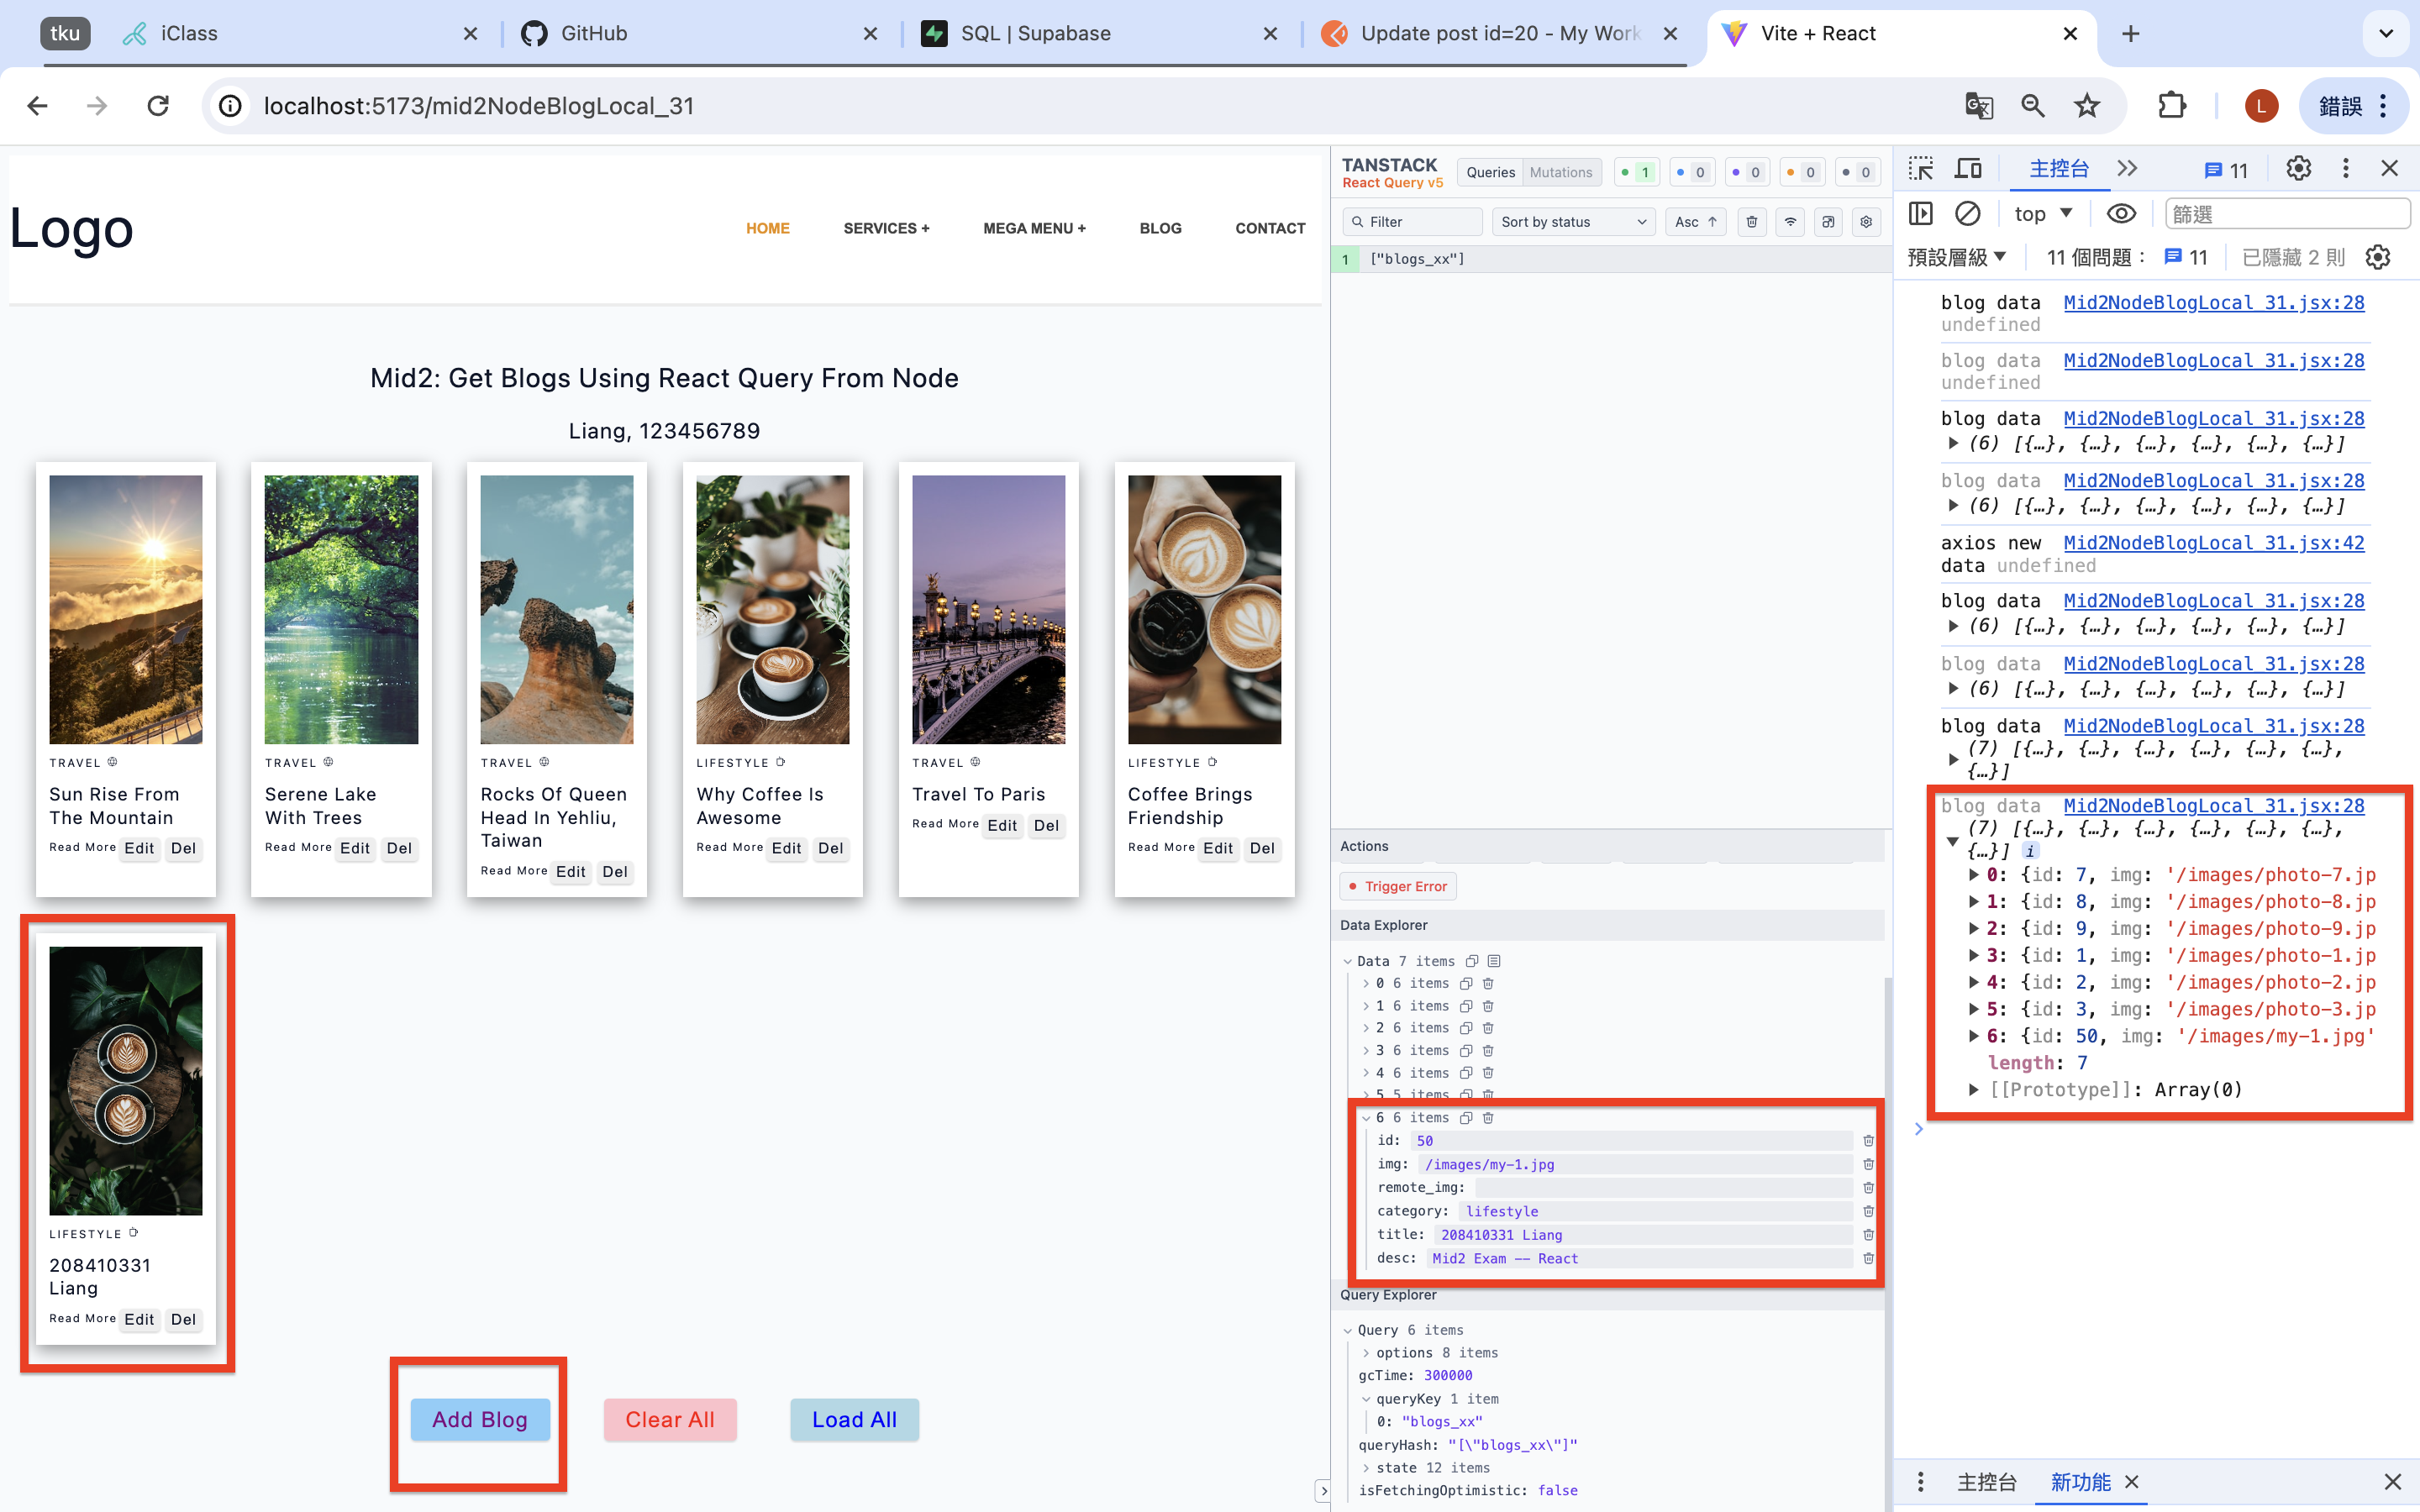 tku
iClass
GitHub
SQL | Supabase
Update post id=20 - My Work
Vite + React
localhost:5173/mid2NodeBlogLocal_31
L
錯誤
Logo
HOME
SERVICES +
MEGA MENU +
BLOG
CONTACT
Mid2: Get Blogs Using React Query From Node
Liang, 123456789
TRAVEL
Sun Rise From
The Mountain
Read More Edit Del
TRAVEL
Serene Lake
With Trees
Read More Edit Del
TRAVEL
Rocks Of Queen
Head In Yehliu,
Taiwan
Read More Edit Del
LIFESTYLE
Why Coffee Is
Awesome
Read More Edit Del
TRAVEL
Travel To Paris
Read More Edit Del
LIFESTYLE
Coffee Brings
Friendship
Read More Edit Del
LIFESTYLE
208410331
Liang
Read More Edit Del
Add Blog
Clear All
Load All
TANSTACK
React Query v5
Queries Mutations
1 0 0 0 0
Filter
Sort by status
Asc ↑
1 ["blogs_xx"]
Actions
Trigger Error
Data Explorer
Data 7 items
0 6 items
1 6 items
2 6 items
3 6 items
4 6 items
5 5 items
6 6 items
id: 50
img: /images/my-1.jpg
remote_img:
category: lifestyle
title: 208410331 Liang
desc: Mid2 Exam -- React
Query Explorer
Query 6 items
options 8 items
gcTime: 300000
queryKey 1 item
0: "blogs_xx"
queryHash: "[\"blogs_xx\"]"
state 12 items
isFetchingOptimistic: false
主控台
11
top
篩選
預設層級
11 個問題：
11
已隱藏 2 則
blog data Mid2NodeBlogLocal_31.jsx:28
undefined
blog data Mid2NodeBlogLocal_31.jsx:28
undefined
blog data Mid2NodeBlogLocal_31.jsx:28
(6) [{…}, {…}, {…}, {…}, {…}, {…}]
blog data Mid2NodeBlogLocal_31.jsx:28
(6) [{…}, {…}, {…}, {…}, {…}, {…}]
axios new Mid2NodeBlogLocal_31.jsx:42
data undefined
blog data Mid2NodeBlogLocal_31.jsx:28
(6) [{…}, {…}, {…}, {…}, {…}, {…}]
blog data Mid2NodeBlogLocal_31.jsx:28
(6) [{…}, {…}, {…}, {…}, {…}, {…}]
blog data Mid2NodeBlogLocal_31.jsx:28
(7) [{…}, {…}, {…}, {…}, {…}, {…},
{…}]
blog data Mid2NodeBlogLocal_31.jsx:28
(7) [{…}, {…}, {…}, {…}, {…}, {…},
{…}] i
0: {id: 7, img: '/images/photo-7.jp
1: {id: 8, img: '/images/photo-8.jp
2: {id: 9, img: '/images/photo-9.jp
3: {id: 1, img: '/images/photo-1.jp
4: {id: 2, img: '/images/photo-2.jp
5: {id: 3, img: '/images/photo-3.jp
6: {id: 50, img: '/images/my-1.jpg'
length: 7
[[Prototype]]: Array(0)
主控台
新功能